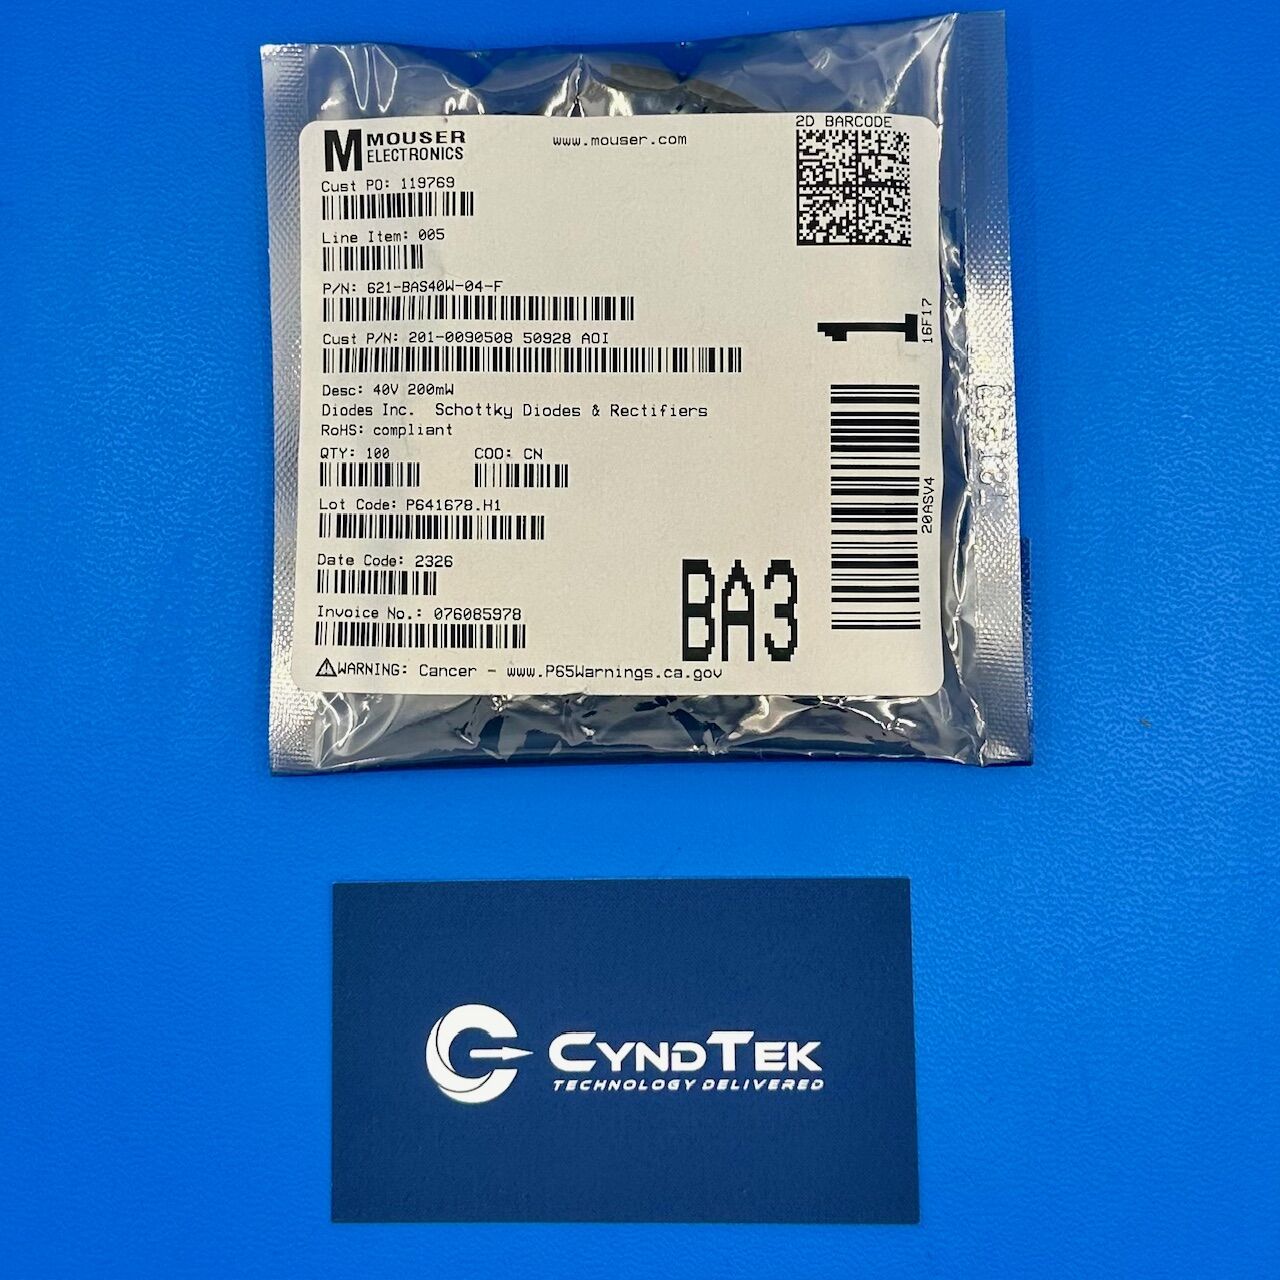 MOUSER
ELECTRONICS
www.mouser.com
2D BARCODE
Cust PO: 119769
Line Item: 005
P/N: 621-BAS40W-04-F
Cust P/N: 201-0090508 50928 AOI
Desc: 40V 200mW
Diodes Inc. Schottky Diodes & Rectifiers
RoHS: compliant
QTY: 100 COO: CN
Lot Code: P641678.H1
Date Code: 2326
Invoice No.: 076085978
WARNING: Cancer - www.P65Warnings.ca.gov
1
16F17
20ASV4
BA3
CYNDTEK
TECHNOLOGY DELIVERED